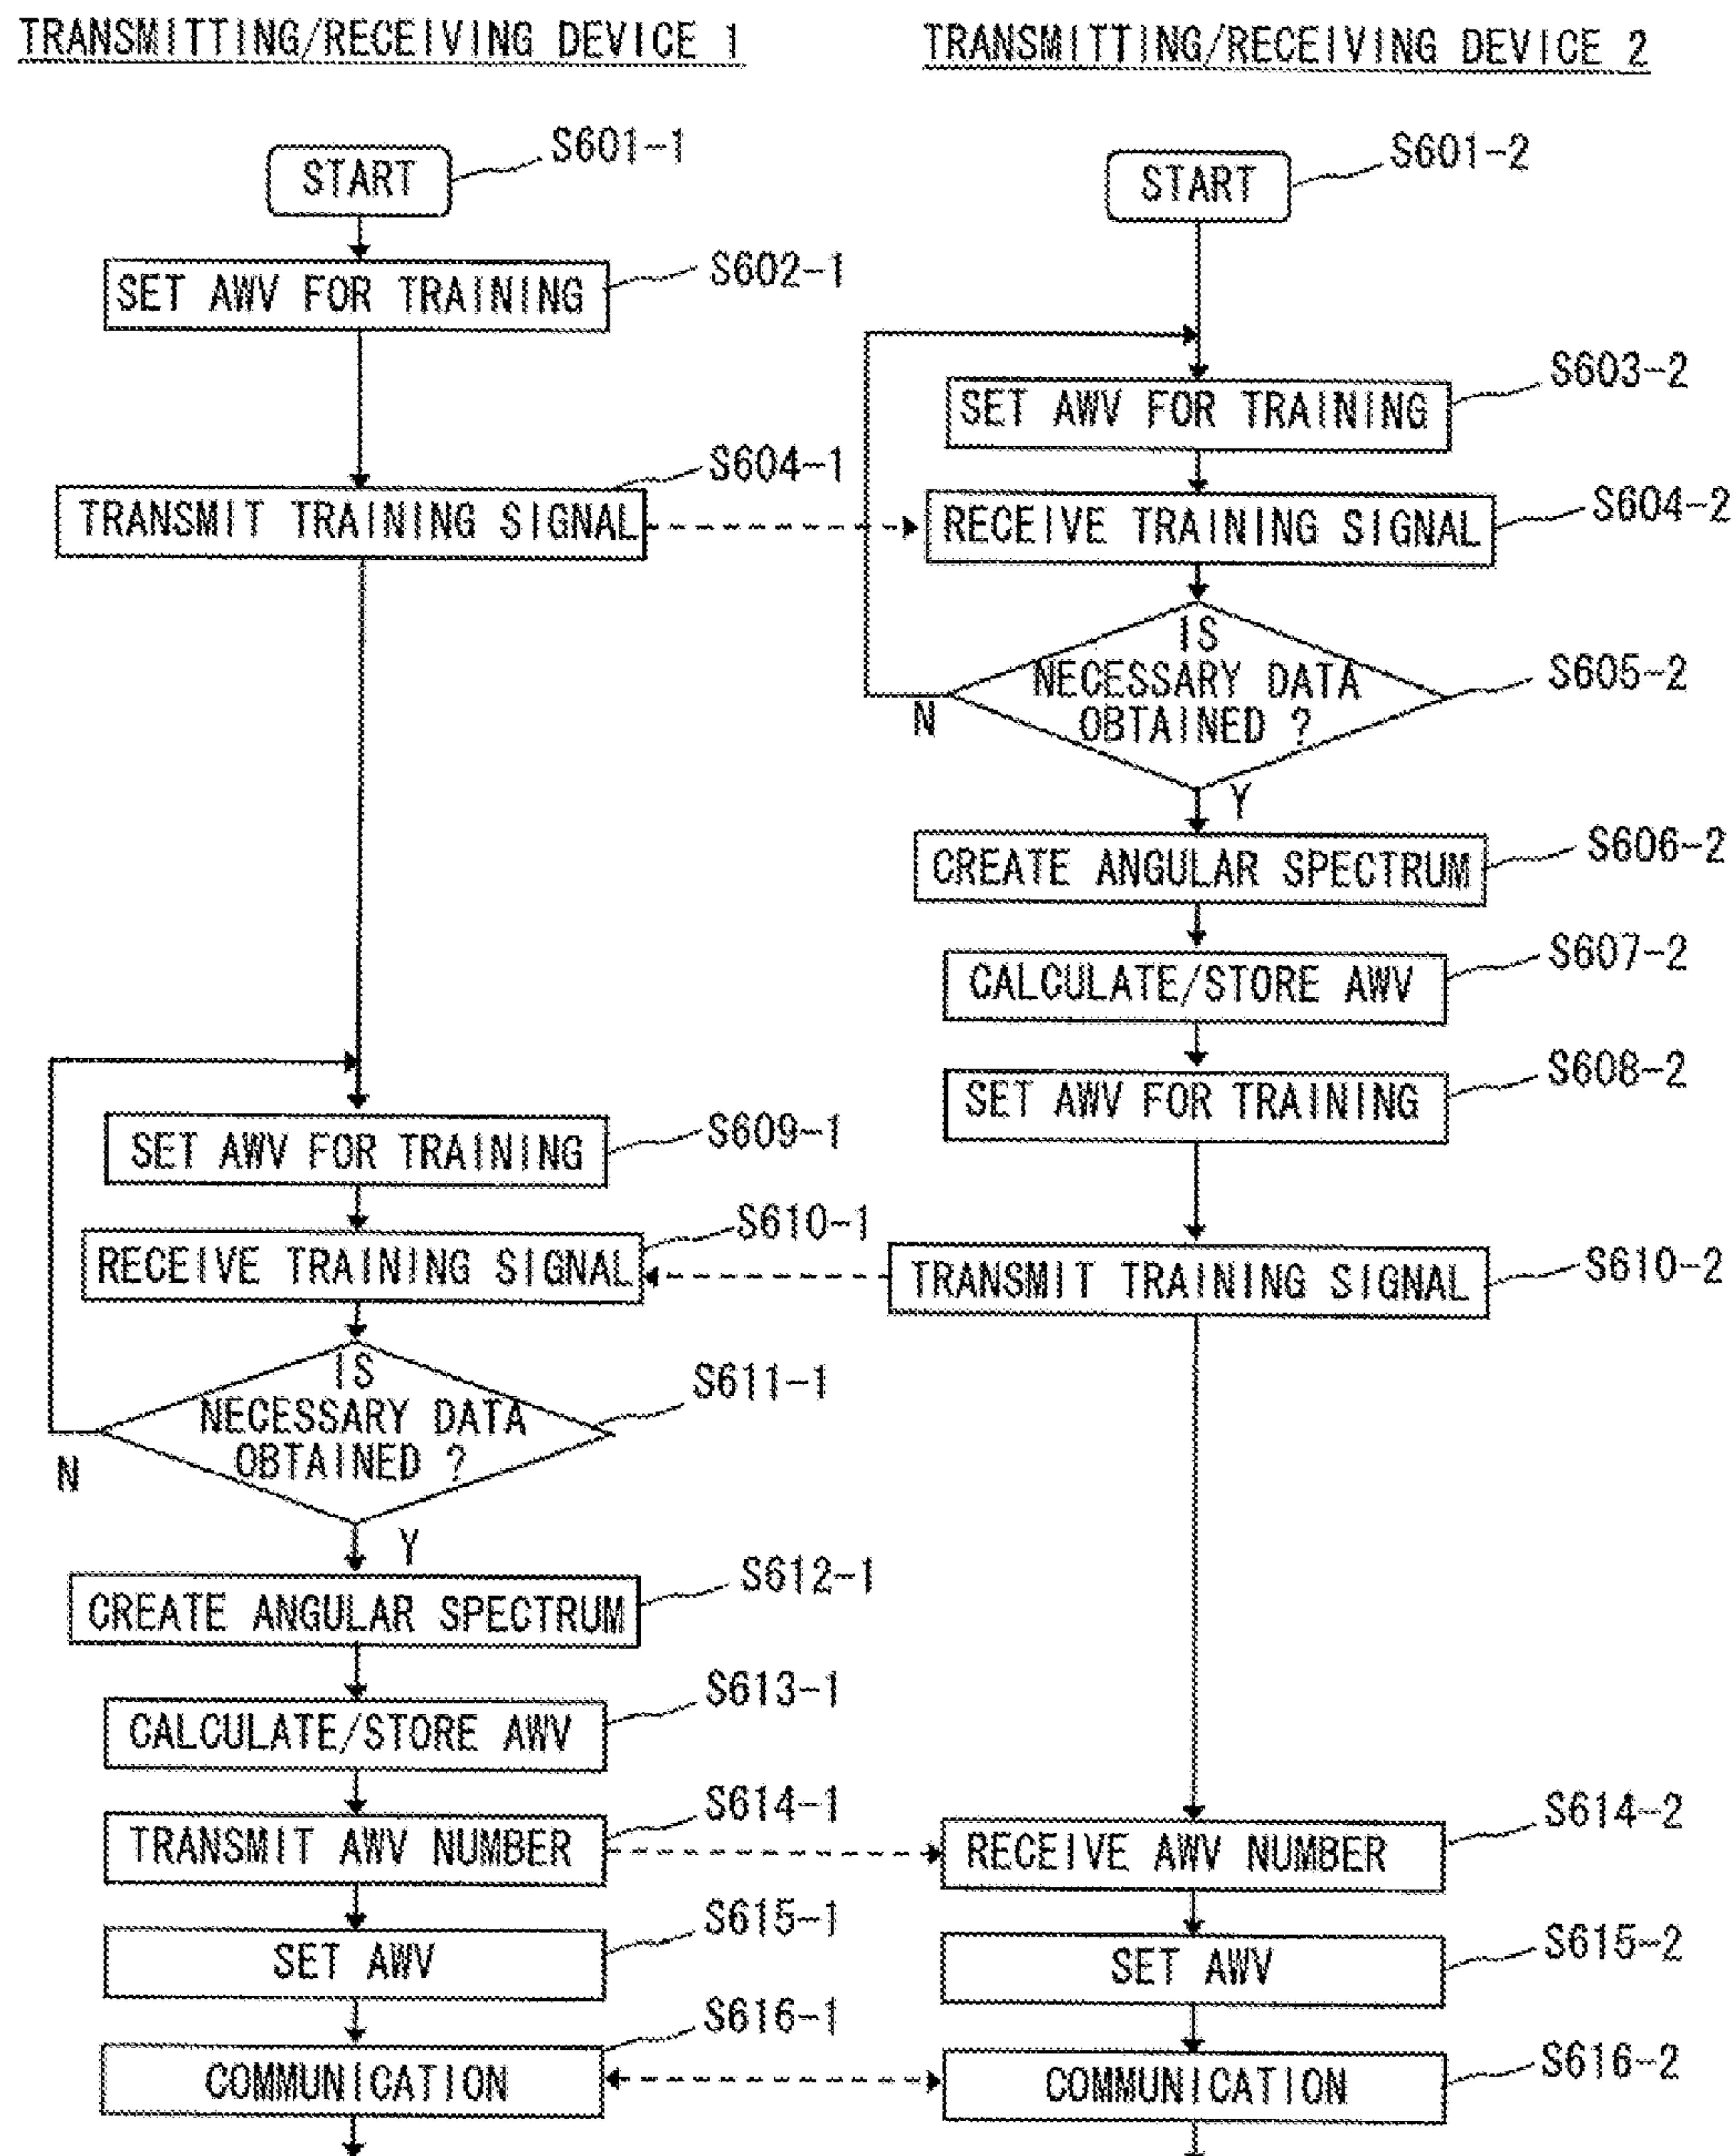 TRANSMITTING/RECEIVING DEVICE 1
TRANSMITTING/RECEIVING DEVICE 2
START
S601-1
START
S601-2
SET AWV FOR TRAINING
S602-1
SET AWV FOR TRAINING
S603-2
TRANSMIT TRAINING SIGNAL
S604-1
RECEIVE TRAINING SIGNAL
S604-2
IS
NECESSARY DATA
OBTAINED ?
S605-2
N
Y
CREATE ANGULAR SPECTRUM
S606-2
CALCULATE/STORE AWV
S607-2
SET AWV FOR TRAINING
S608-2
SET AWV FOR TRAINING
S609-1
RECEIVE TRAINING SIGNAL
S610-1
TRANSMIT TRAINING SIGNAL
S610-2
IS
NECESSARY DATA
OBTAINED ?
S611-1
N
Y
CREATE ANGULAR SPECTRUM
S612-1
CALCULATE/STORE AWV
S613-1
TRANSMIT AWV NUMBER
S614-1
RECEIVE AWV NUMBER
S614-2
SET AWV
S615-1
SET AWV
S615-2
COMMUNICATION
S616-1
COMMUNICATION
S616-2